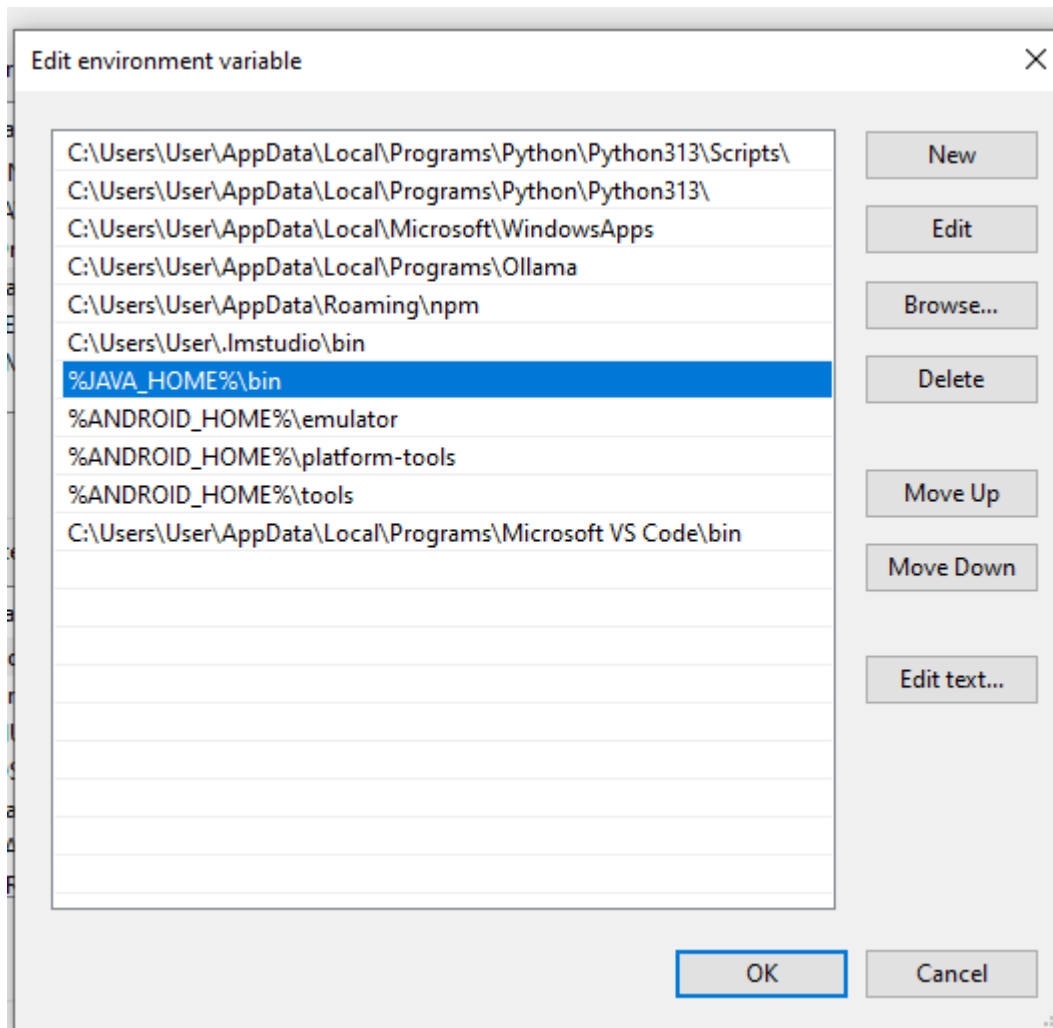 Edit environment variable
C:\Users\User\AppData\Local\Programs\Python\Python313\Scripts\
New
C:\Users\User\AppData\Local\Programs\Python\Python313\
C:\Users\User\AppData\Local\Microsoft\WindowsApps
Edit
C:\Users\User\AppData\Local\Programs\Ollama
C:\Users\User\AppData\Roaming\npm
Browse...
C:\Users\User\.lmstudio\bin
%JAVA_HOME%\bin
Delete
%ANDROID_HOME%\emulator
%ANDROID_HOME%\platform-tools
%ANDROID_HOME%\tools
Move Up
C:\Users\User\AppData\Local\Programs\Microsoft VS Code\bin
Move Down
Edit text...
OK
Cancel